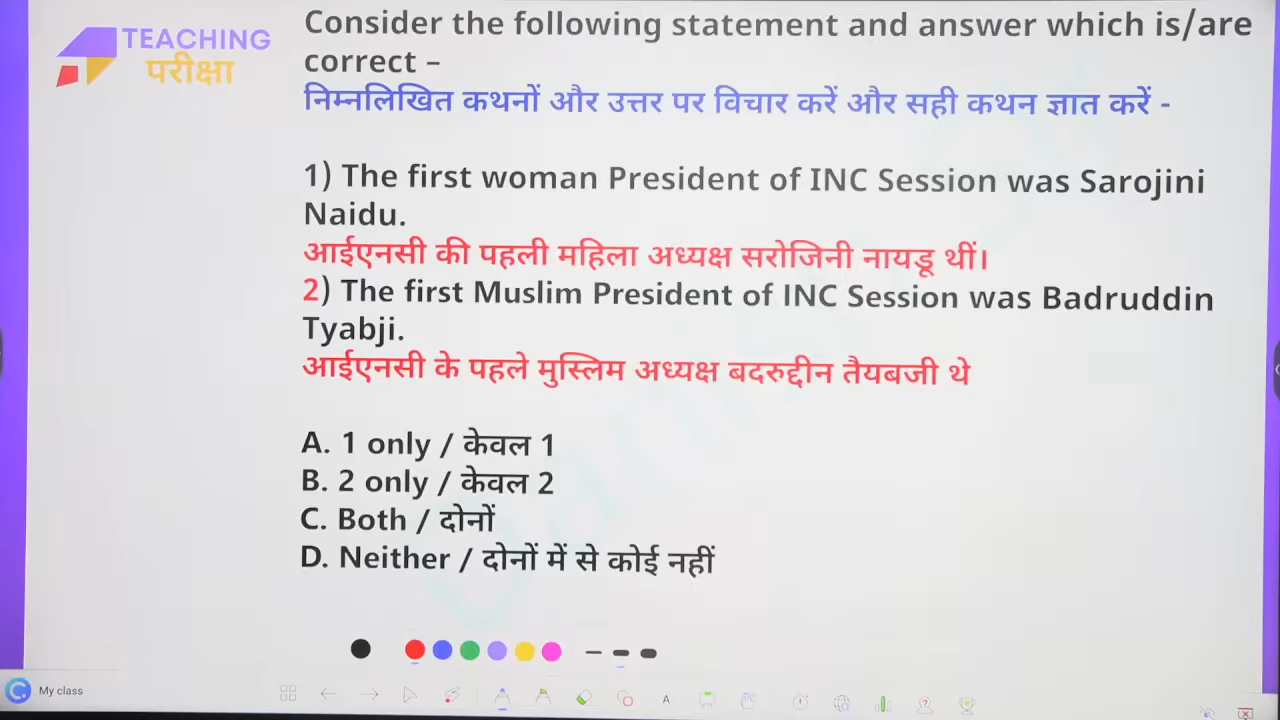 TEACHING
परीक्षा
Consider the following statement and answer which is/are
correct –
निम्नलिखित कथनों और उत्तर पर विचार करें और सही कथन ज्ञात करें -
1) The first woman President of INC Session was Sarojini
Naidu.
आईएनसी की पहली महिला अध्यक्ष सरोजिनी नायडू थीं।
2) The first Muslim President of INC Session was Badruddin
Tyabji.
आईएनसी के पहले मुस्लिम अध्यक्ष बदरुद्दीन तैयबजी थे
A. 1 only / केवल 1
B. 2 only / केवल 2
C. Both / दोनों
D. Neither / दोनों में से कोई नहीं
My class